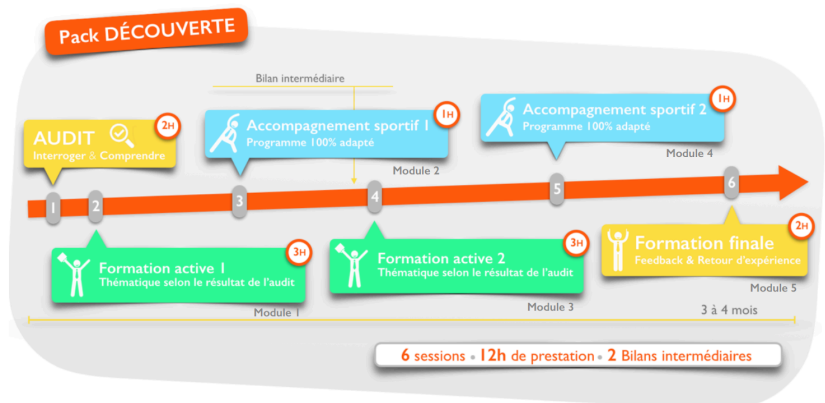 Pack DÉCOUVERTE
Bilan intermédiaire
AUDIT
Interroger & Comprendre
2H
Accompagnement sportif 1
Programme 100% adapté
1H
Module 2
Accompagnement sportif 2
Programme 100% adapté
1H
Module 4
1
2
3
4
5
6
Formation active 1
Thématique selon le résultat de l'audit
3H
Module 1
Formation active 2
Thématique selon le résultat de l'audit
3H
Module 3
Formation finale
Feedback & Retour d'expérience
2H
Module 5
3 à 4 mois
6 sessions • 12h de prestation • 2 Bilans intermédiaires